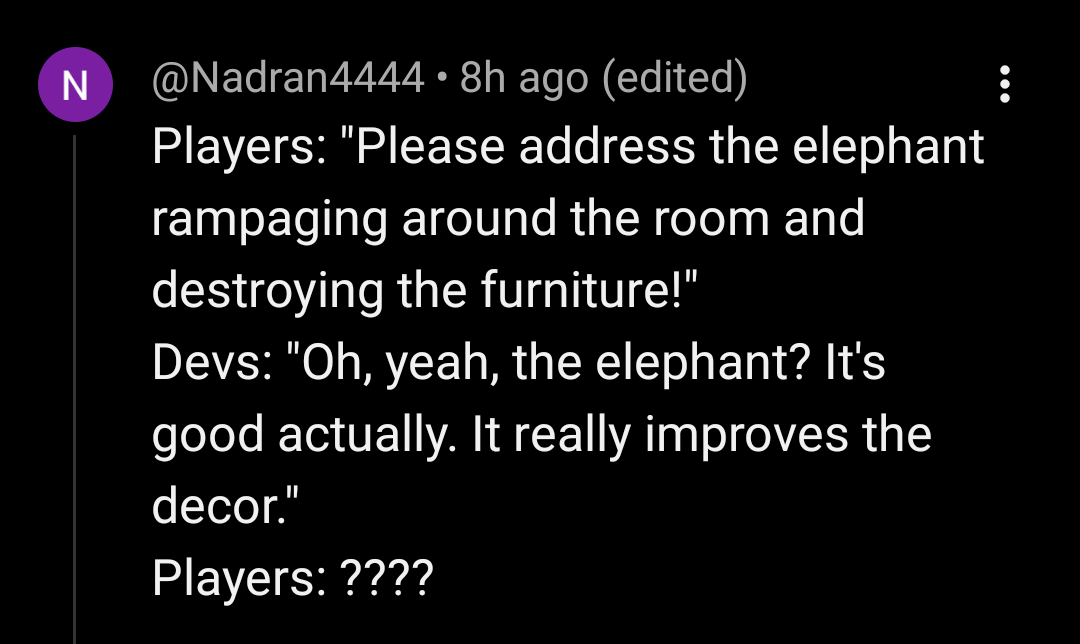 N
@Nadran4444 • 8h ago (edited)
Players: "Please address the elephant
rampaging around the room and
destroying the furniture!"
Devs: "Oh, yeah, the elephant? It's
good actually. It really improves the
decor."
Players: ????